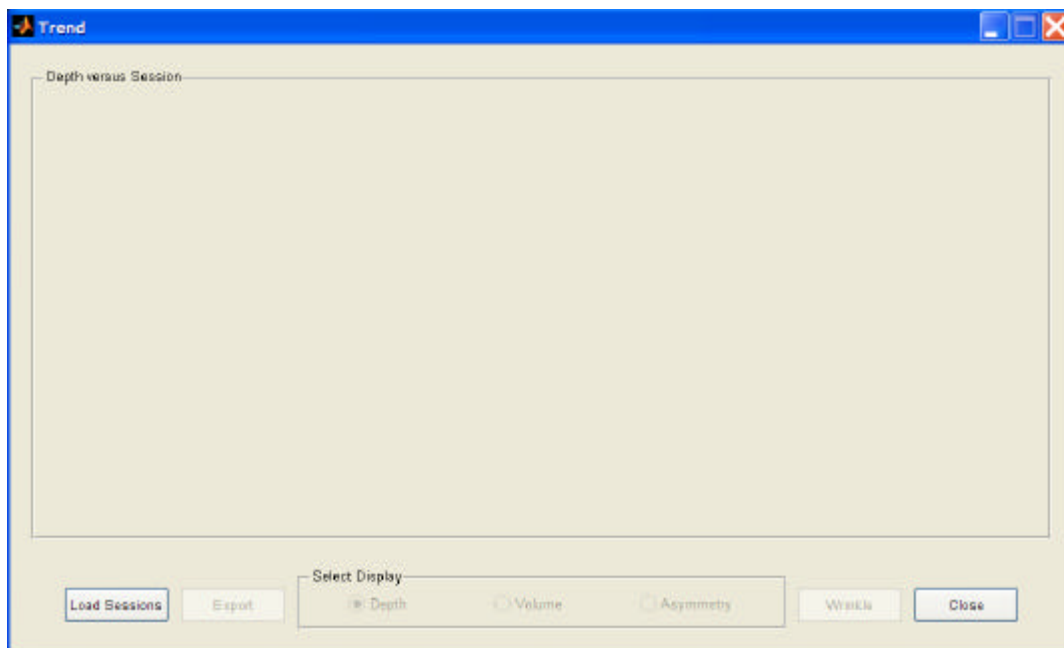 Trend
Depth versus Session
Select Display
Load Sessions Export Depth Volume Asymmetry Wrinkle Close